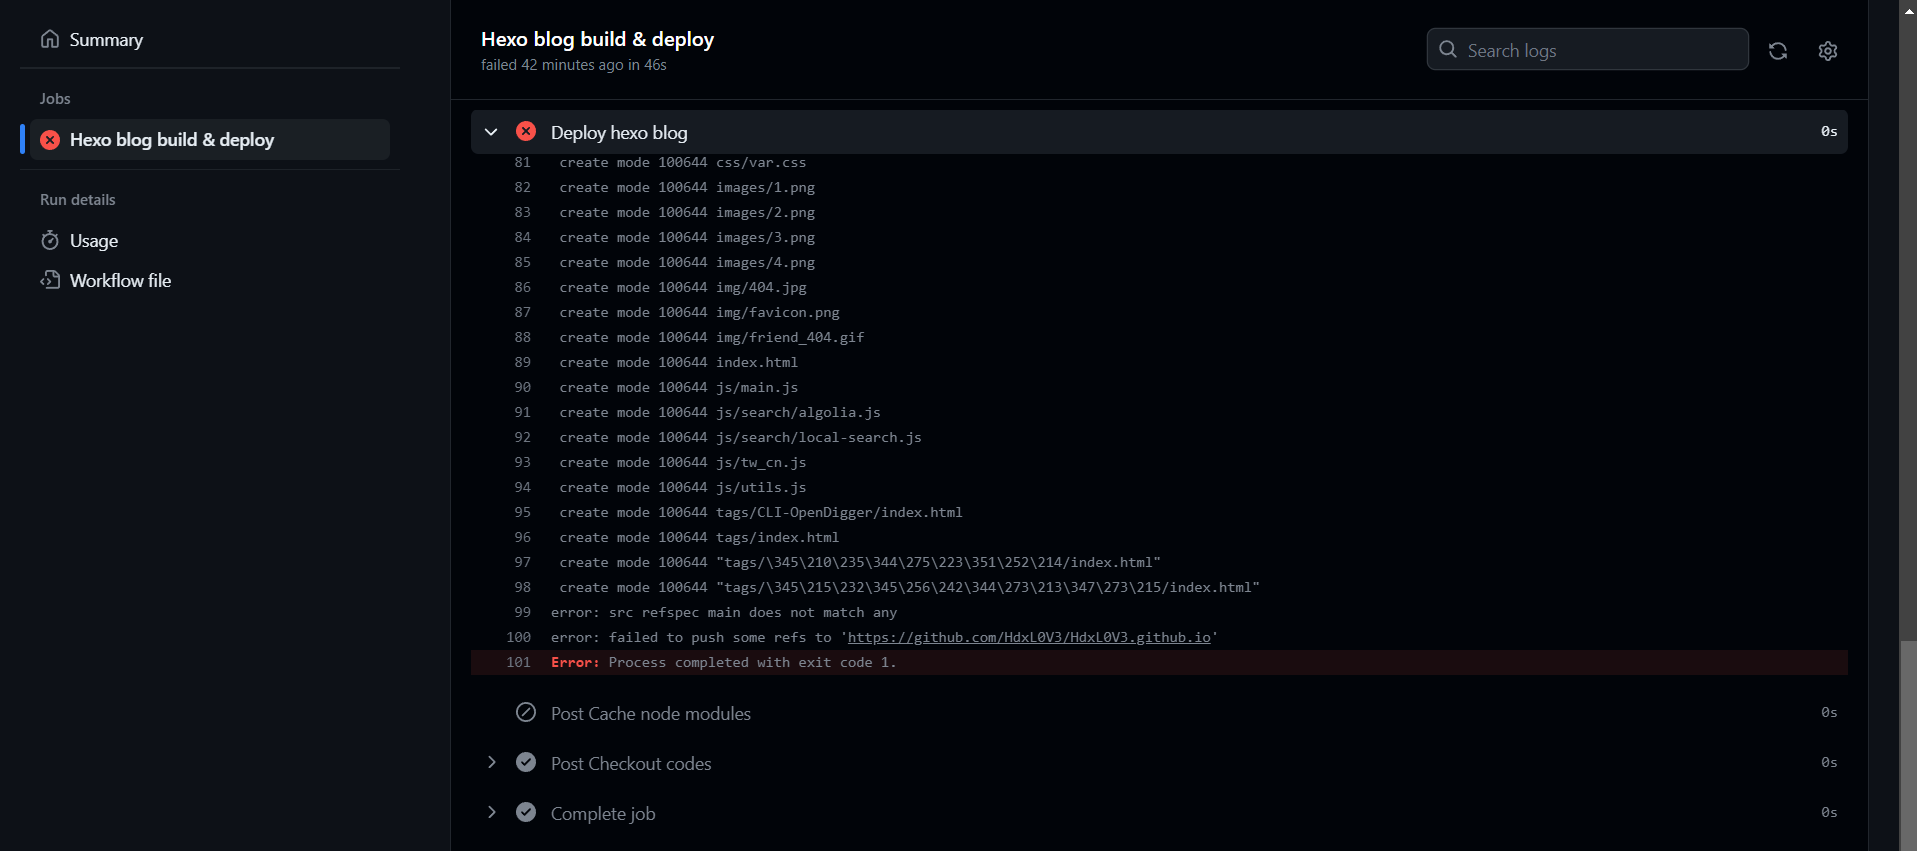 Summary
Jobs
Hexo blog build & deploy
Run details
Usage
Workflow file
Hexo blog build & deploy
failed 42 minutes ago in 46s
Search logs
Deploy hexo blog 0s
81 create mode 100644 css/var.css
82 create mode 100644 images/1.png
83 create mode 100644 images/2.png
84 create mode 100644 images/3.png
85 create mode 100644 images/4.png
86 create mode 100644 img/404.jpg
87 create mode 100644 img/favicon.png
88 create mode 100644 img/friend_404.gif
89 create mode 100644 index.html
90 create mode 100644 js/main.js
91 create mode 100644 js/search/algolia.js
92 create mode 100644 js/search/local-search.js
93 create mode 100644 js/tw_cn.js
94 create mode 100644 js/utils.js
95 create mode 100644 tags/CLI-OpenDigger/index.html
96 create mode 100644 tags/index.html
97 create mode 100644 "tags/\345\210\235\344\275\223\351\252\214/index.html"
98 create mode 100644 "tags/\345\215\232\345\256\242\344\273\213\347\273\215/index.html"
99 error: src refspec main does not match any
100 error: failed to push some refs to 'https://github.com/HdxL0V3/HdxL0V3.github.io'
101 Error: Process completed with exit code 1.
Post Cache node modules 0s
Post Checkout codes 0s
Complete job 0s